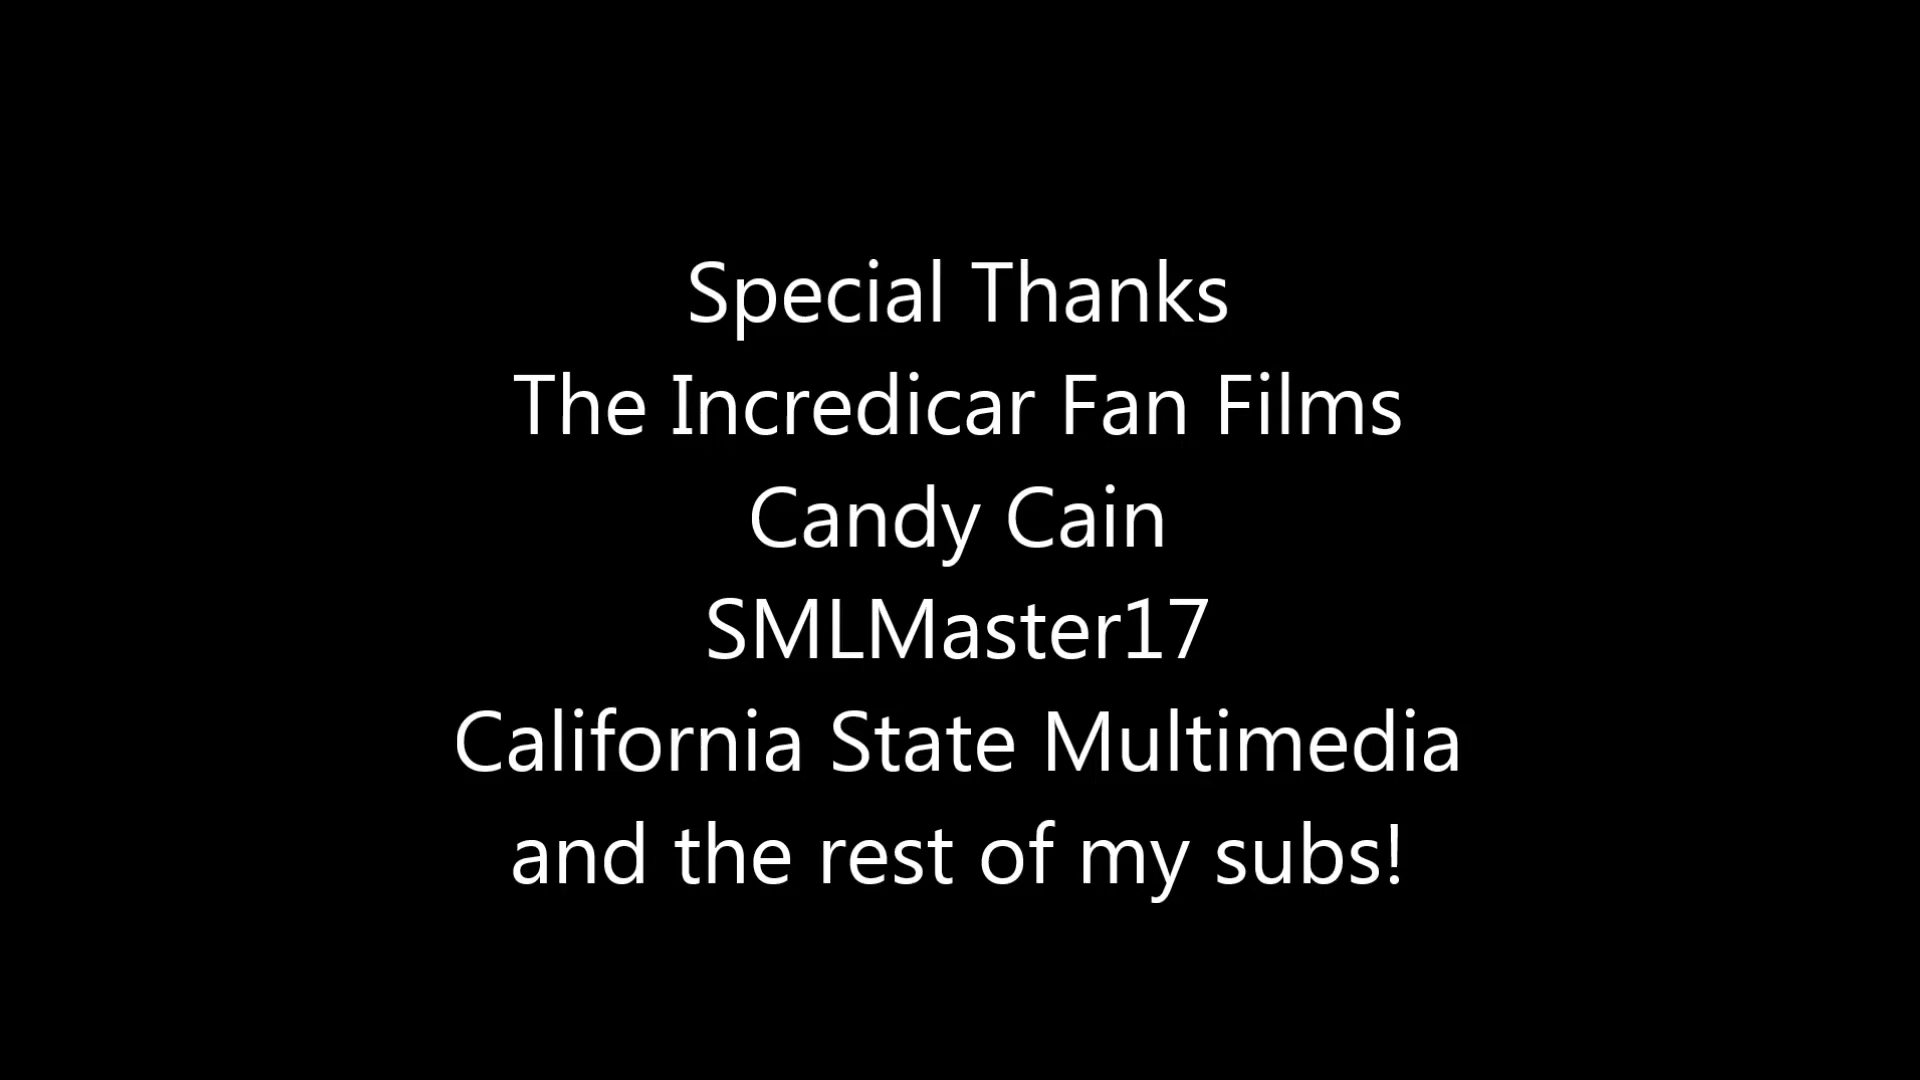 Special Thanks
The Incredicar Fan Films
Candy Cain
SMLMaster17
California State Multimedia
and the rest of my subs!